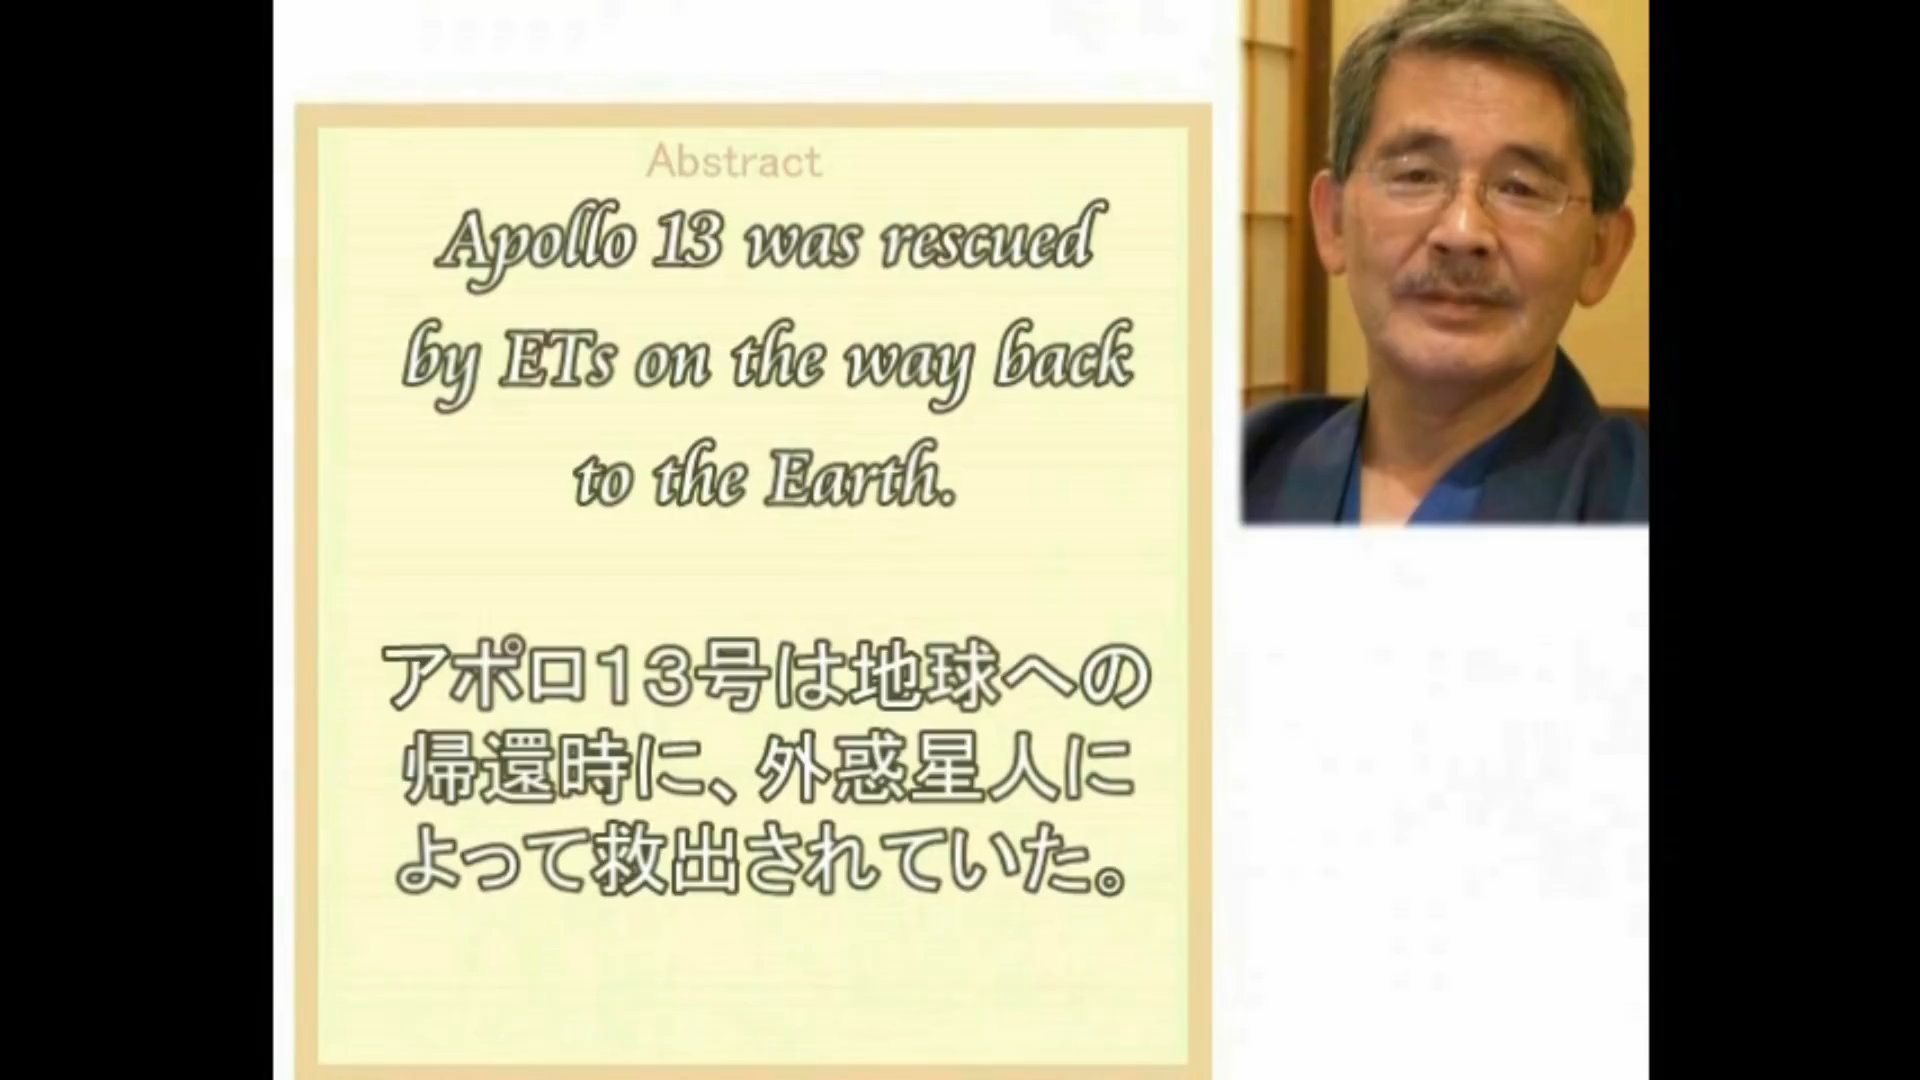 Abstract
Apollo 13 was rescued
by ETs on the way back
to the Earth.
アポロ13号は地球への
帰還時に、外惑星人に
よって救出されていた。